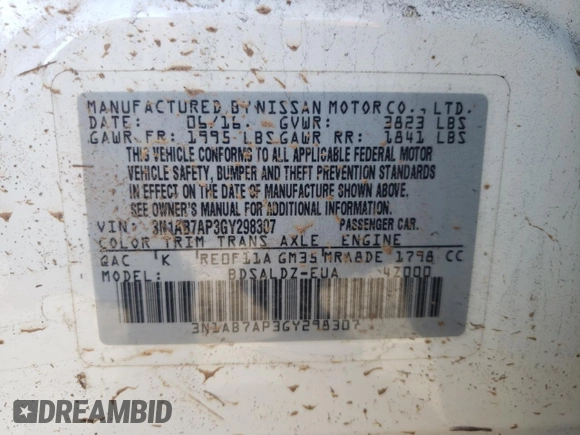 MANUFACTURED BY NISSAN MOTOR CO., LTD.
DATE: 06/16 GVWR: 3823 LBS
GAWR FR: 1995 LBS GAWR RR: 1841 LBS
THIS VEHICLE CONFORMS TO ALL APPLICABLE FEDERAL MOTOR
VEHICLE SAFETY, BUMPER AND THEFT PREVENTION STANDARDS
IN EFFECT ON THE DATE OF MANUFACTURE SHOWN ABOVE.
SEE OWNER'S MANUAL FOR ADDITIONAL INFORMATION.
VIN: 3N1AB7AP3GY298307 PASSENGER CAR.
COLOR TRIM TRANS AXLE ENGINE
QAC K RE0F11A GM35 MRA8DE 1798 CC
MODEL: BDSALDZ-EUA 4Z000
3N1AB7AP3GY298307
DREAMBID